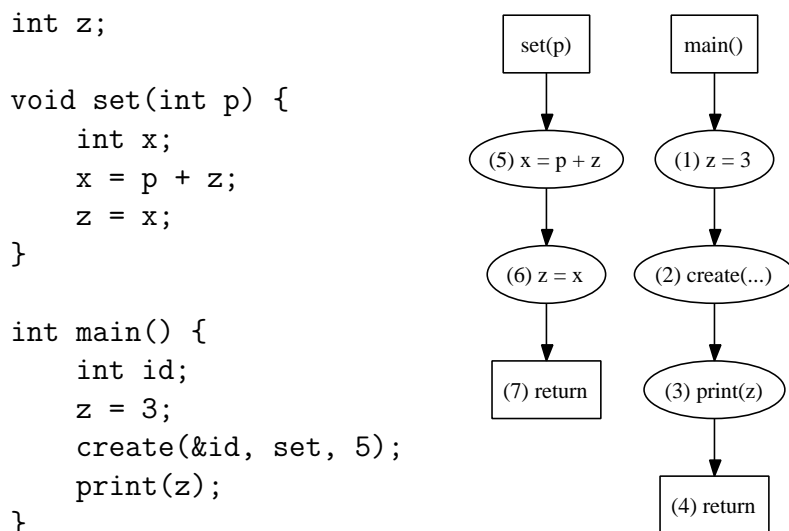 int z;
void set(int p) {
int x;
x = p + z;
z = x;
}
int main() {
int id;
z = 3;
create(&id, set, 5);
print(z);
}
set(p)
(5) x = p + z
(6) z = x
(7) return
main()
(1) z = 3
(2) create(...)
(3) print(z)
(4) return